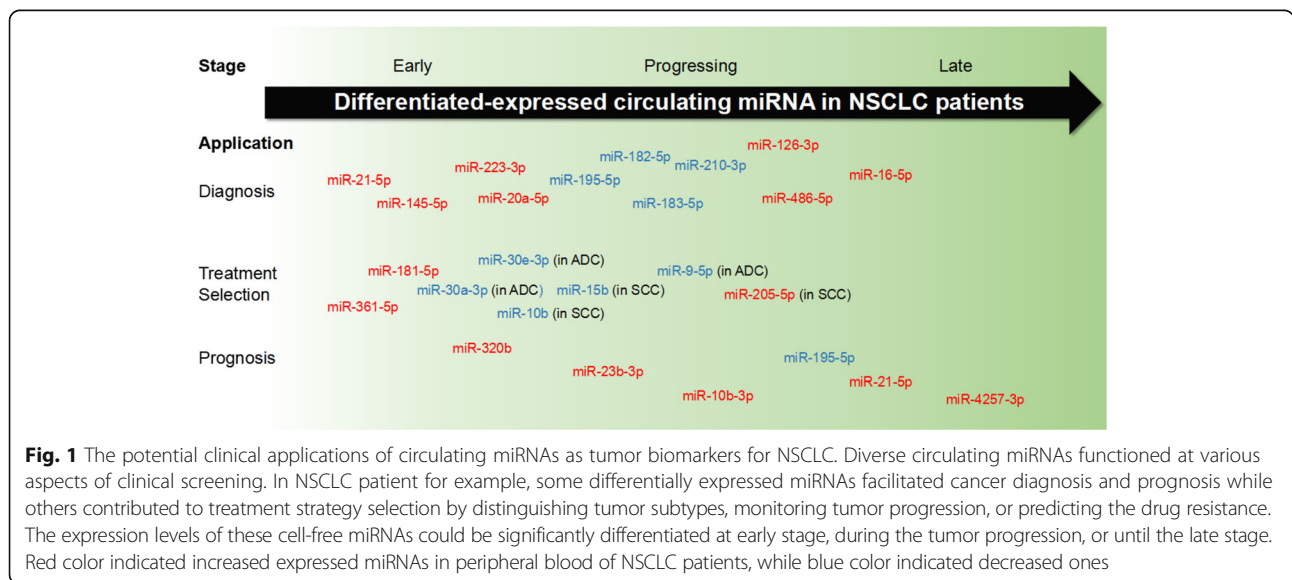 Stage Early Progressing Late
Differentiated-expressed circulating miRNA in NSCLC patients
Application
miR-126-3p
miR-182-5p
miR-223-3p miR-210-3p
Diagnosis miR-21-5p miR-195-5p miR-16-5p
miR-145-5p miR-20a-5p miR-183-5p miR-486-5p
miR-30e-3p (in ADC)
Treatment miR-181-5p miR-9-5p (in ADC)
Selection miR-30a-3p (in ADC) miR-15b (in SCC) miR-205-5p (in SCC)
miR-361-5p miR-10b (in SCC)
miR-320b
Prognosis miR-195-5p
miR-23b-3p miR-21-5p
miR-10b-3p miR-4257-3p
Fig. 1 The potential clinical applications of circulating miRNAs as tumor biomarkers for NSCLC. Diverse circulating miRNAs functioned at various
aspects of clinical screening. In NSCLC patient for example, some differentially expressed miRNAs facilitated cancer diagnosis and prognosis while
others contributed to treatment strategy selection by distinguishing tumor subtypes, monitoring tumor progression, or predicting the drug resistance.
The expression levels of these cell-free miRNAs could be significantly differentiated at early stage, during the tumor progression, or until the late stage.
Red color indicated increased expressed miRNAs in peripheral blood of NSCLC patients, while blue color indicated decreased ones